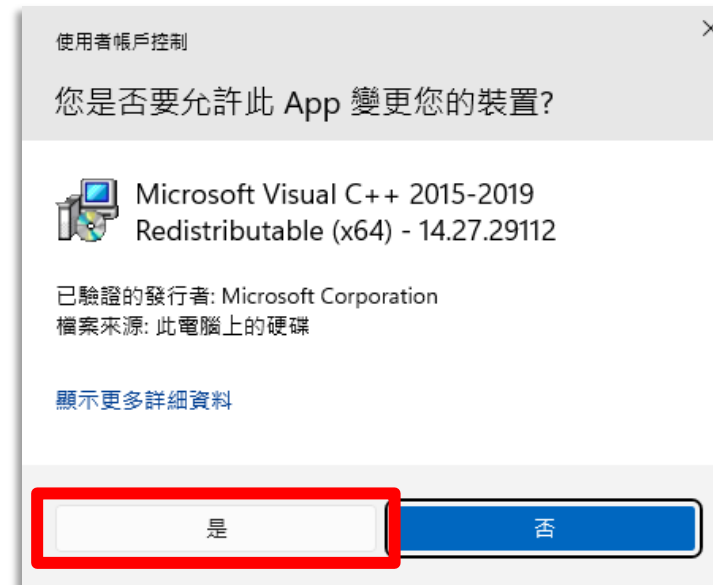 使用者帳戶控制
您是否要允許此 App 變更您的裝置?
Microsoft Visual C++ 2015-2019
Redistributable (x64) - 14.27.29112
已驗證的發行者: Microsoft Corporation
檔案來源: 此電腦上的硬碟
顯示更多詳細資料
是
否